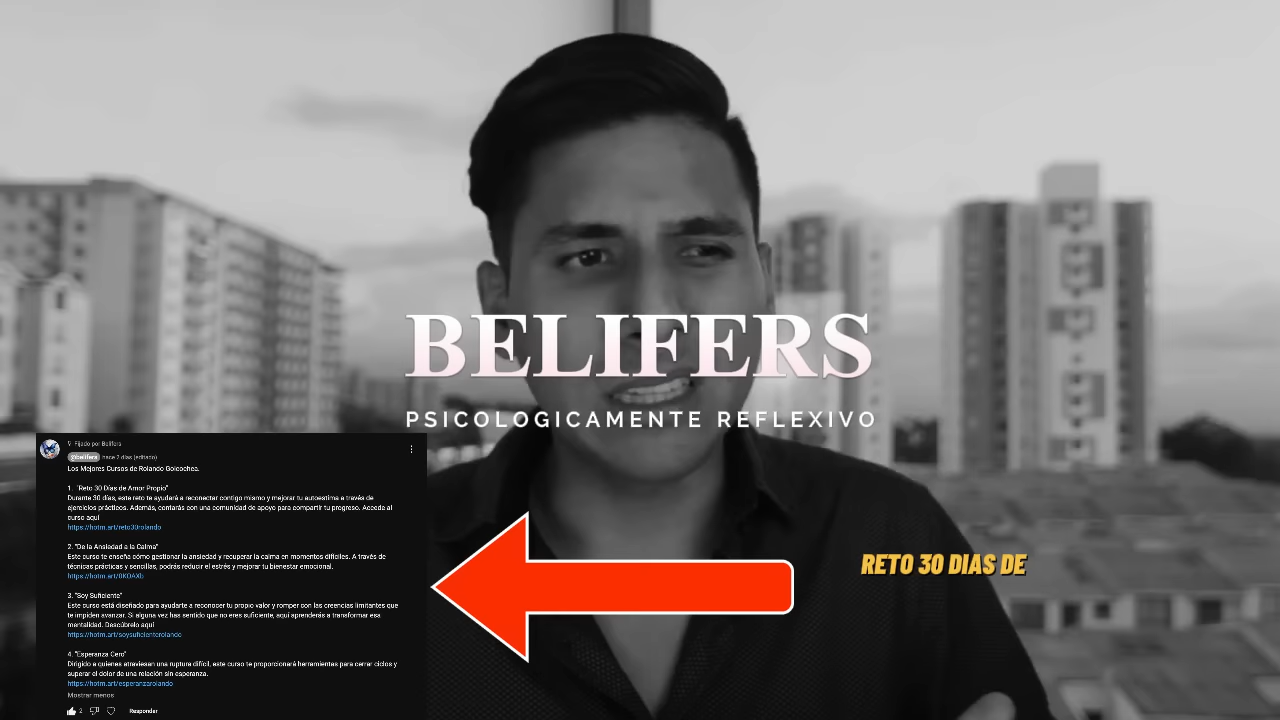 BELIFERS
PSICOLOGICAMENTE REFLEXIVO
Fijado por Belifers
@belifers hace 2 días (editado)
Los Mejores Cursos de Rolando Goicochea.
1. "Reto 30 Días de Amor Propio"
Durante 30 días, este reto te ayudará a reconectar contigo mismo y mejorar tu autoestima a través de
ejercicios prácticos. Además, contarás con una comunidad de apoyo para compartir tu progreso. Accede al
curso aquí
https://hotm.art/reto30rolando
2. "De la Ansiedad a la Calma"
Este curso te enseña cómo gestionar la ansiedad y recuperar la calma en momentos difíciles. A través de
técnicas prácticas y sencillas, podrás reducir el estrés y mejorar tu bienestar emocional.
3. "Soy Suficiente"
Este curso está diseñado para ayudarte a reconocer tu propio valor y romper con las creencias limitantes que
te impiden avanzar. Si alguna vez has sentido que no eres suficiente, aquí aprenderás a transformar esa
mentalidad. Descúbrelo aquí
https://hotm.art/soysuficienterolando
4. "Esperanza Cero"
Dirigido a quienes atraviesan una ruptura difícil, este curso te proporcionará herramientas para cerrar ciclos y
superar el dolor de una relación sin esperanza.
https://hotm.art/esperanzarolando
Mostrar menos
2 Responder
RETO 30 DIAS DE